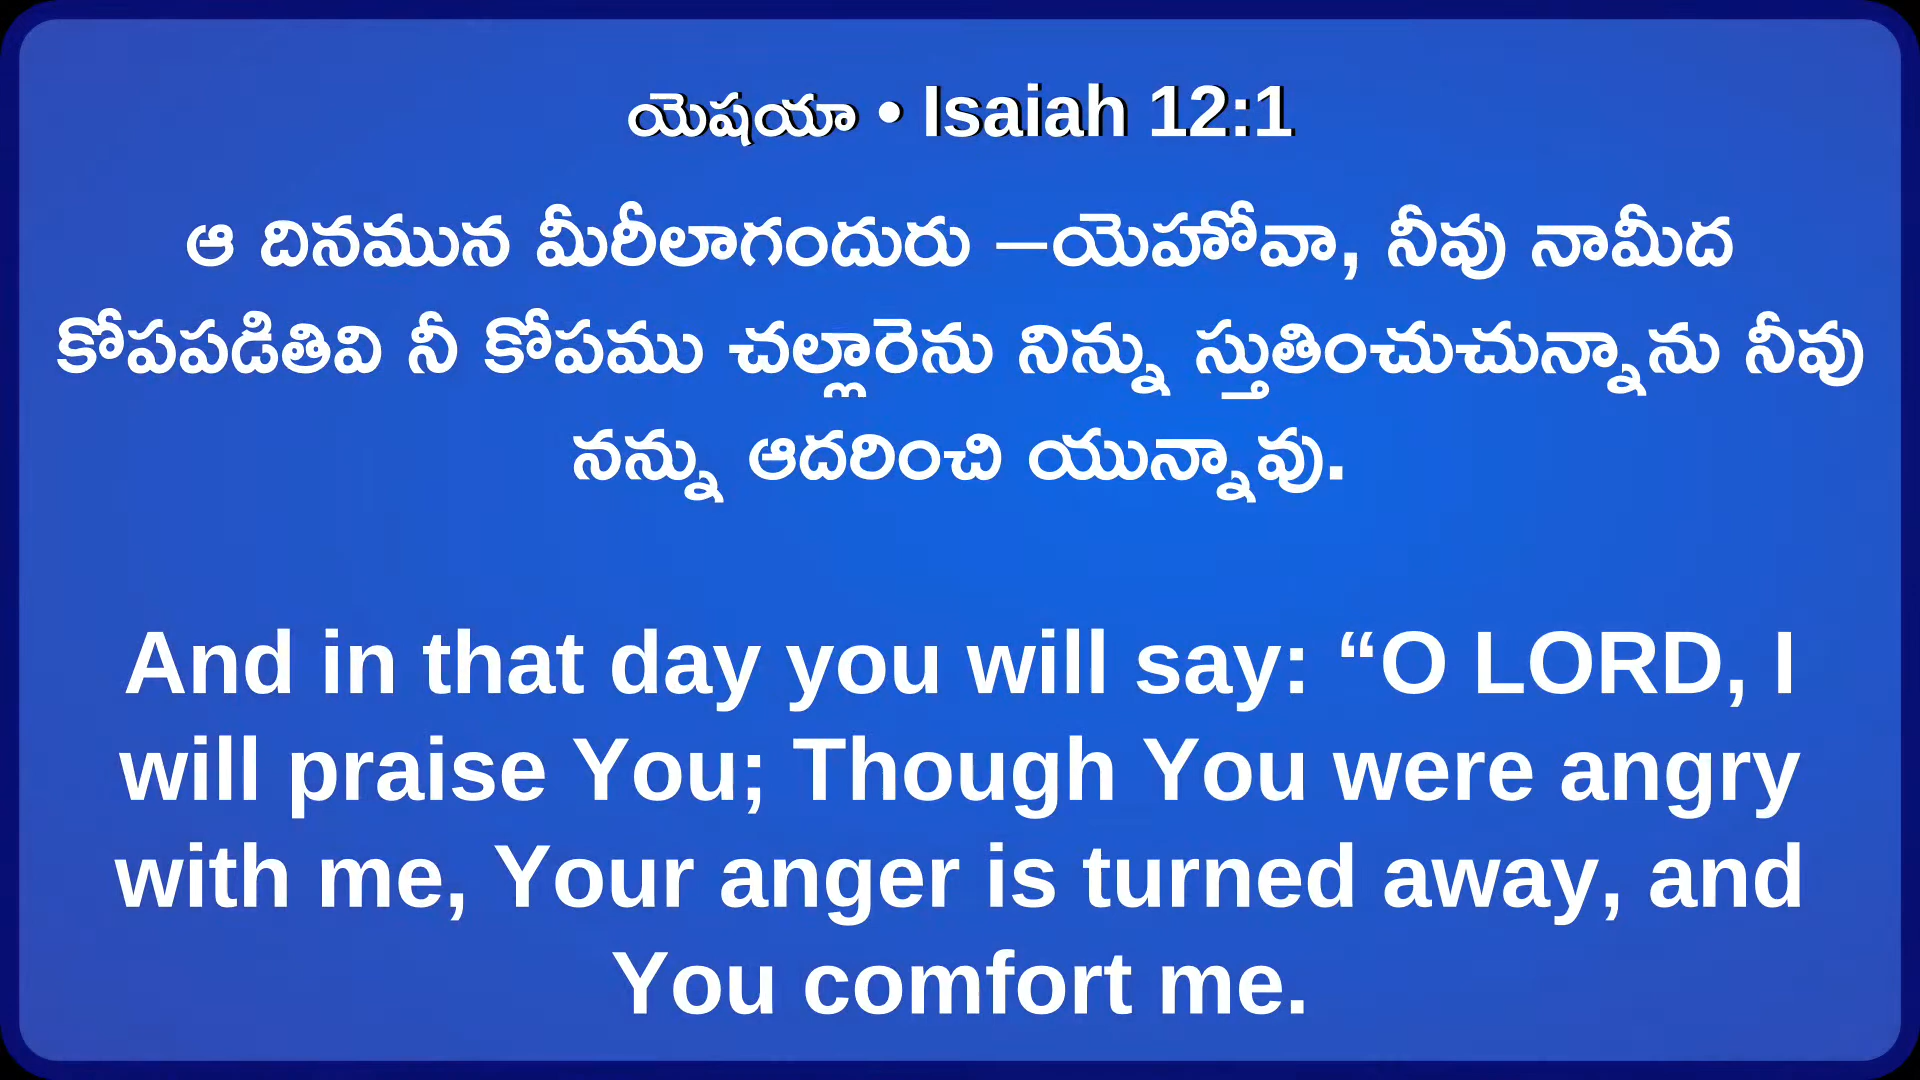 యెషయా • Isaiah 12:1
ఆ దినమున మీరీలాగందురు –యెహోవా, నీవు నామీద
కోపపడితివి నీ కోపము చల్లారెను నిన్ను స్తుతించుచున్నాను నీవు
నన్ను ఆదరించి యున్నావు.
And in that day you will say: “O LORD, I
will praise You; Though You were angry
with me, Your anger is turned away, and
You comfort me.